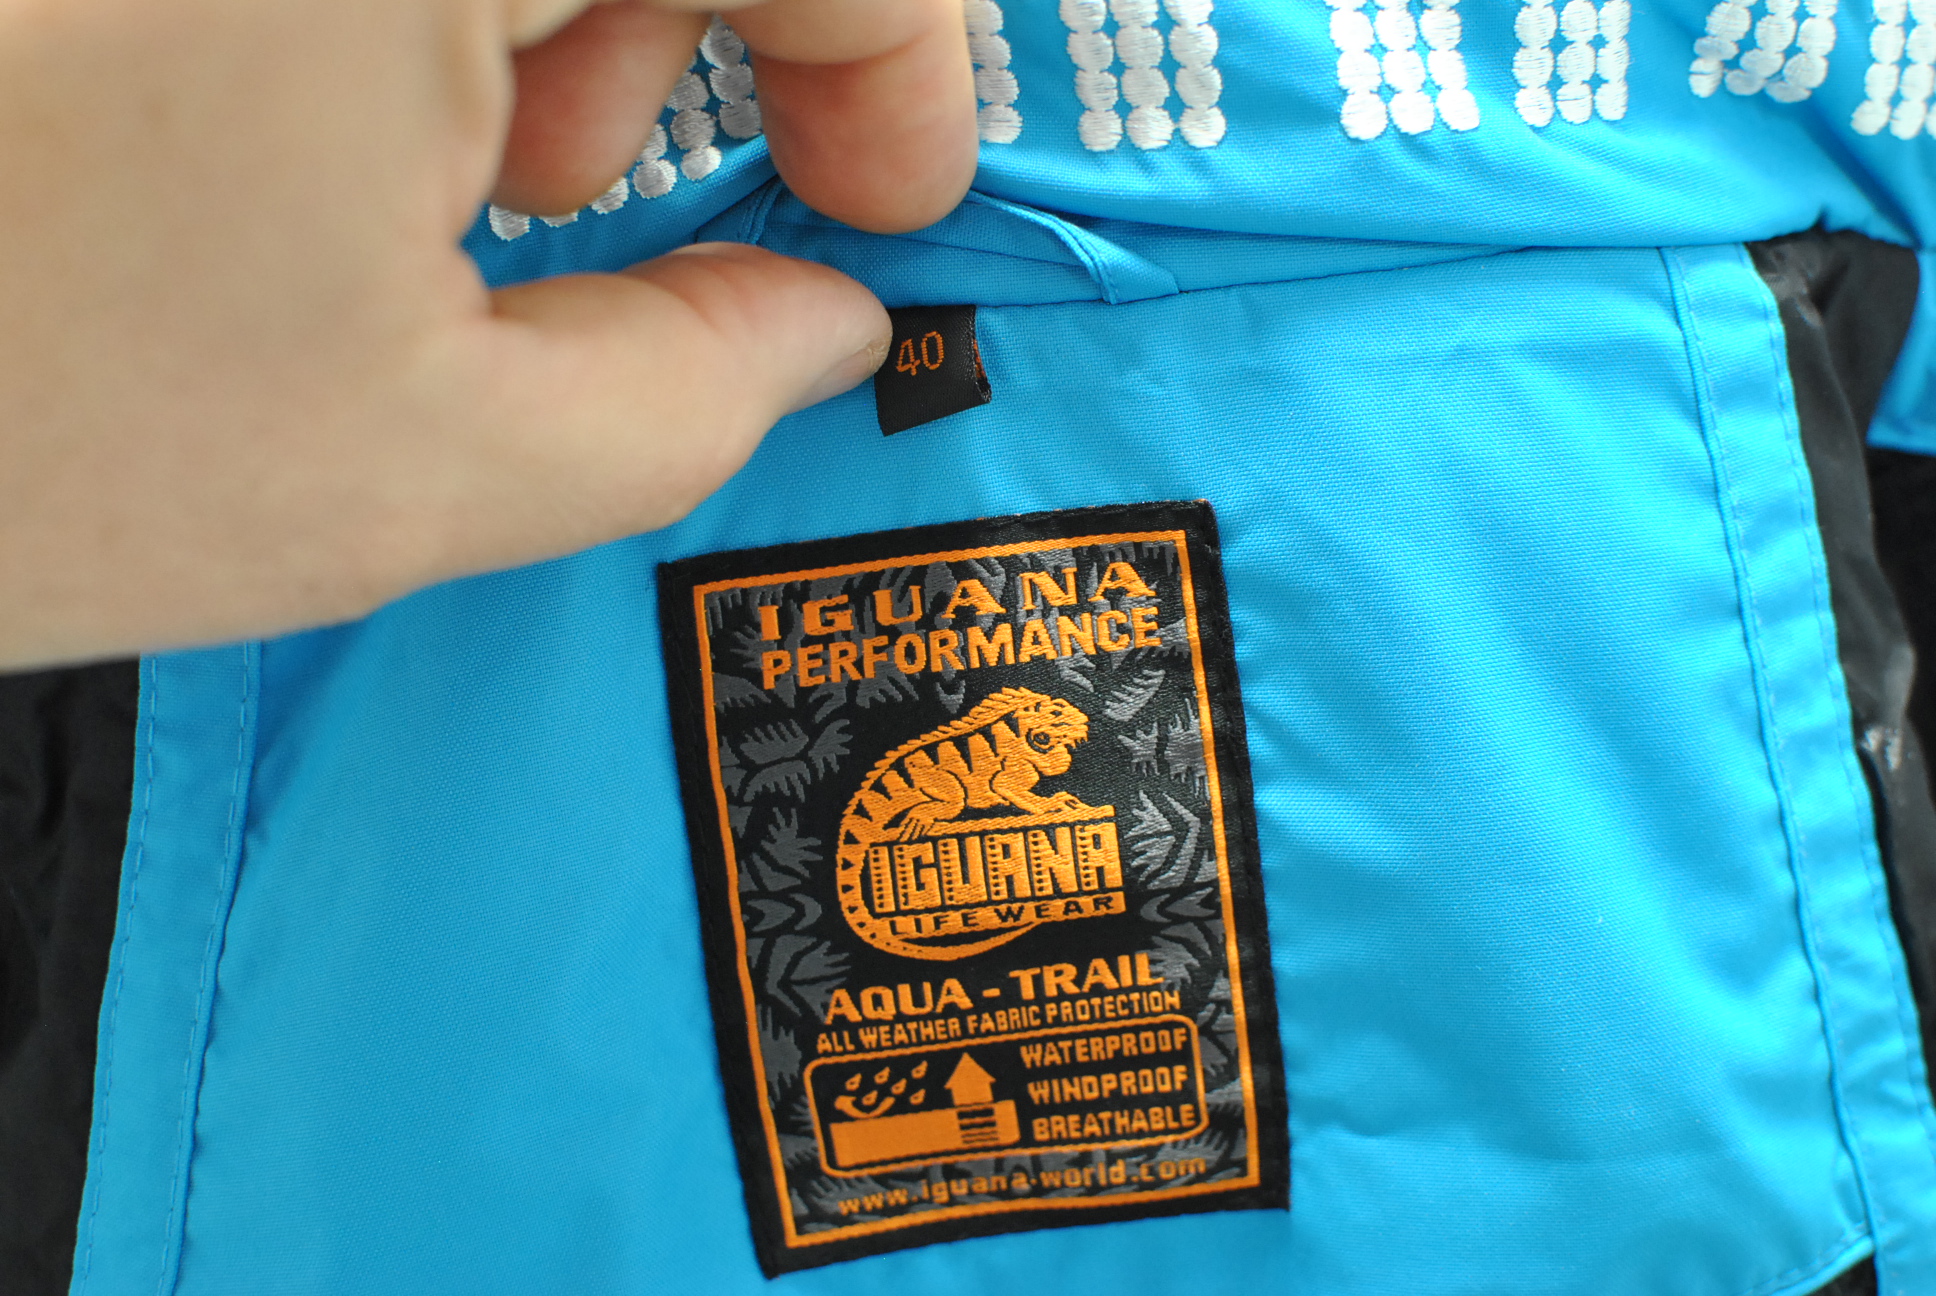 40
IGUANA
PERFORMANCE
IGUANA
LIFEWEAR
AQUA - TRAIL
ALL WEATHER FABRIC PROTECTION
WATERPROOF
WINDPROOF
BREATHABLE
www.iguana-world.com